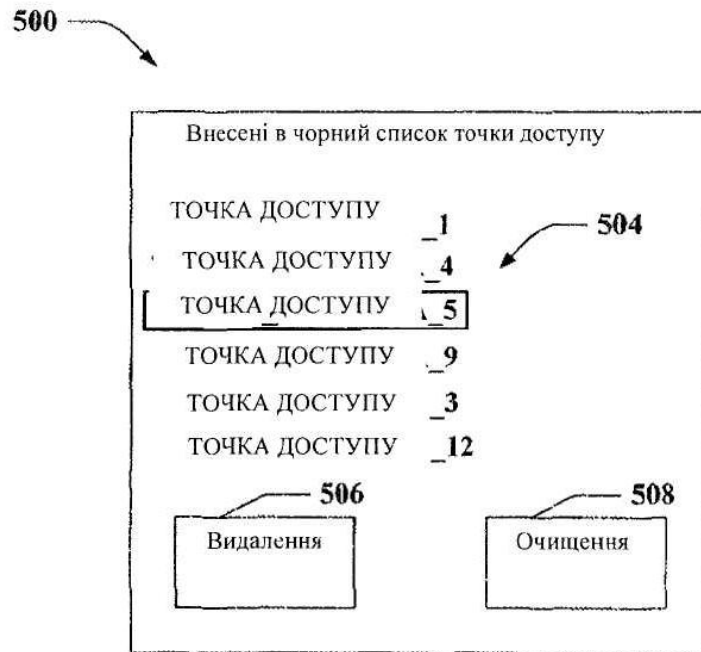 500
Внесені в чорний список точки доступу
ТОЧКА ДОСТУПУ _1
504
ТОЧКА ДОСТУПУ _4
ТОЧКА ДОСТУПУ _5
ТОЧКА ДОСТУПУ _9
ТОЧКА ДОСТУПУ _3
ТОЧКА ДОСТУПУ _12
506
508
Видалення
Очищення